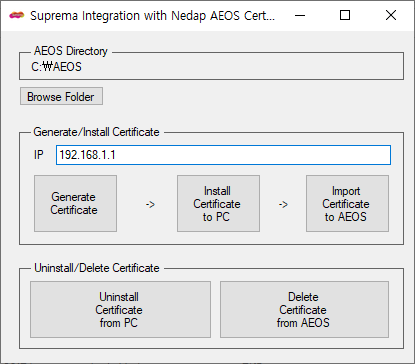 Suprema Integration with Nedap AEOS Cert...
AEOS Directory
C:₩AEOS
Browse Folder
Generate/Install Certificate
IP 192.168.1.1
Generate
Certificate
->
Install
Certificate
to PC
->
Import
Certificate
to AEOS
Uninstall/Delete Certificate
Uninstall
Certificate
from PC
Delete
Certificate
from AEOS